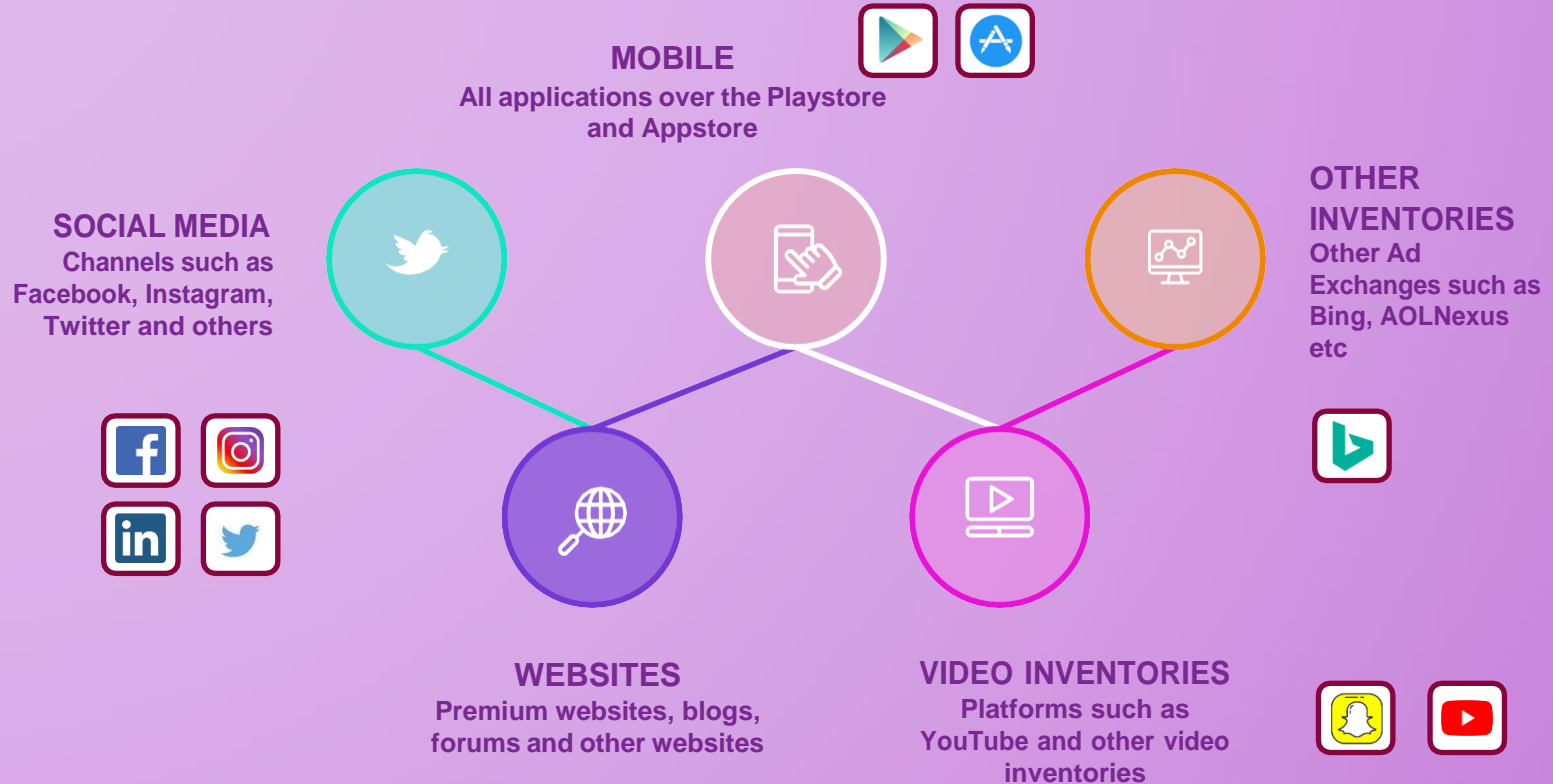 MOBILE
All applications over the Playstore
and Appstore
SOCIAL MEDIA
Channels such as
Facebook, Instagram,
Twitter and others
OTHER
INVENTORIES
Other Ad
Exchanges such as
Bing, AOLNexus
etc
in
WEBSITES
Premium websites, blogs,
forums and other websites
VIDEO INVENTORIES
Platforms such as
YouTube and other video
inventories